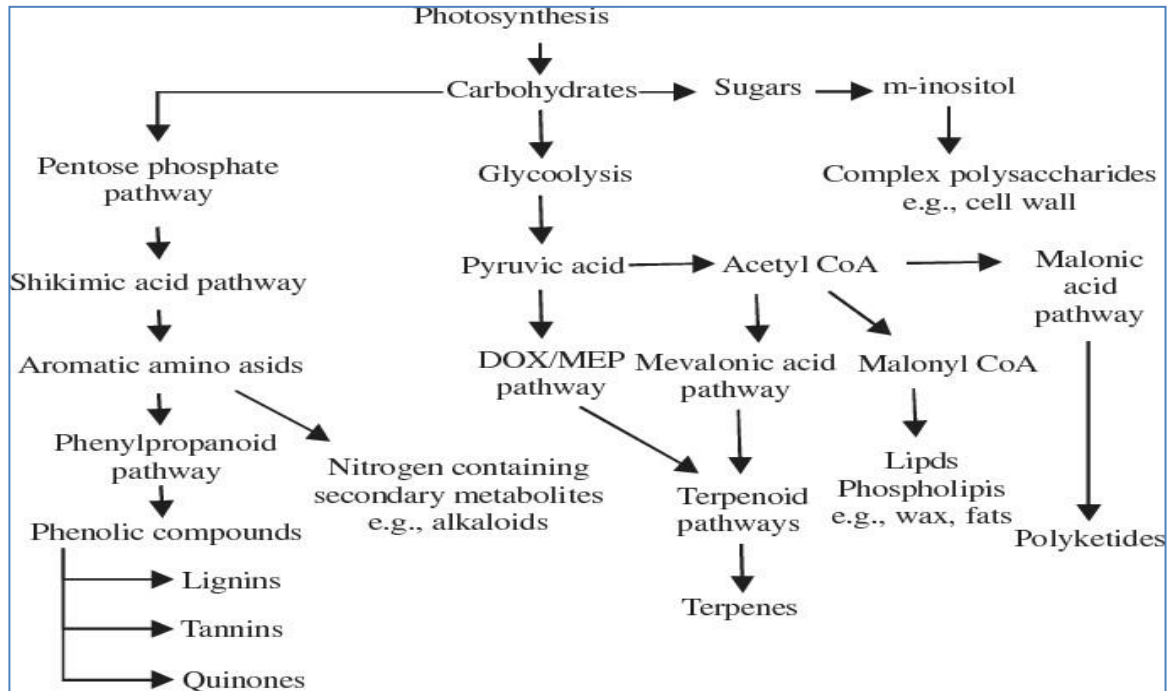 Photosynthesis
Carbohydrates
Sugars
m-inositol
Pentose phosphate
pathway
Glycoolysis
Complex polysaccharides
e.g., cell wall
Shikimic acid pathway
Pyruvic acid
Acetyl CoA
Malonic
acid
pathway
Aromatic amino asids
DOX/MEP
pathway
Mevalonic acid
pathway
Malonyl CoA
Phenylpropanoid
pathway
Nitrogen containing
secondary metabolites
e.g., alkaloids
Terpenoid
pathways
Lipds
Phospholipis
e.g., wax, fats
Phenolic compounds
Polyketides
Lignins
Terpenes
Tannins
Quinones